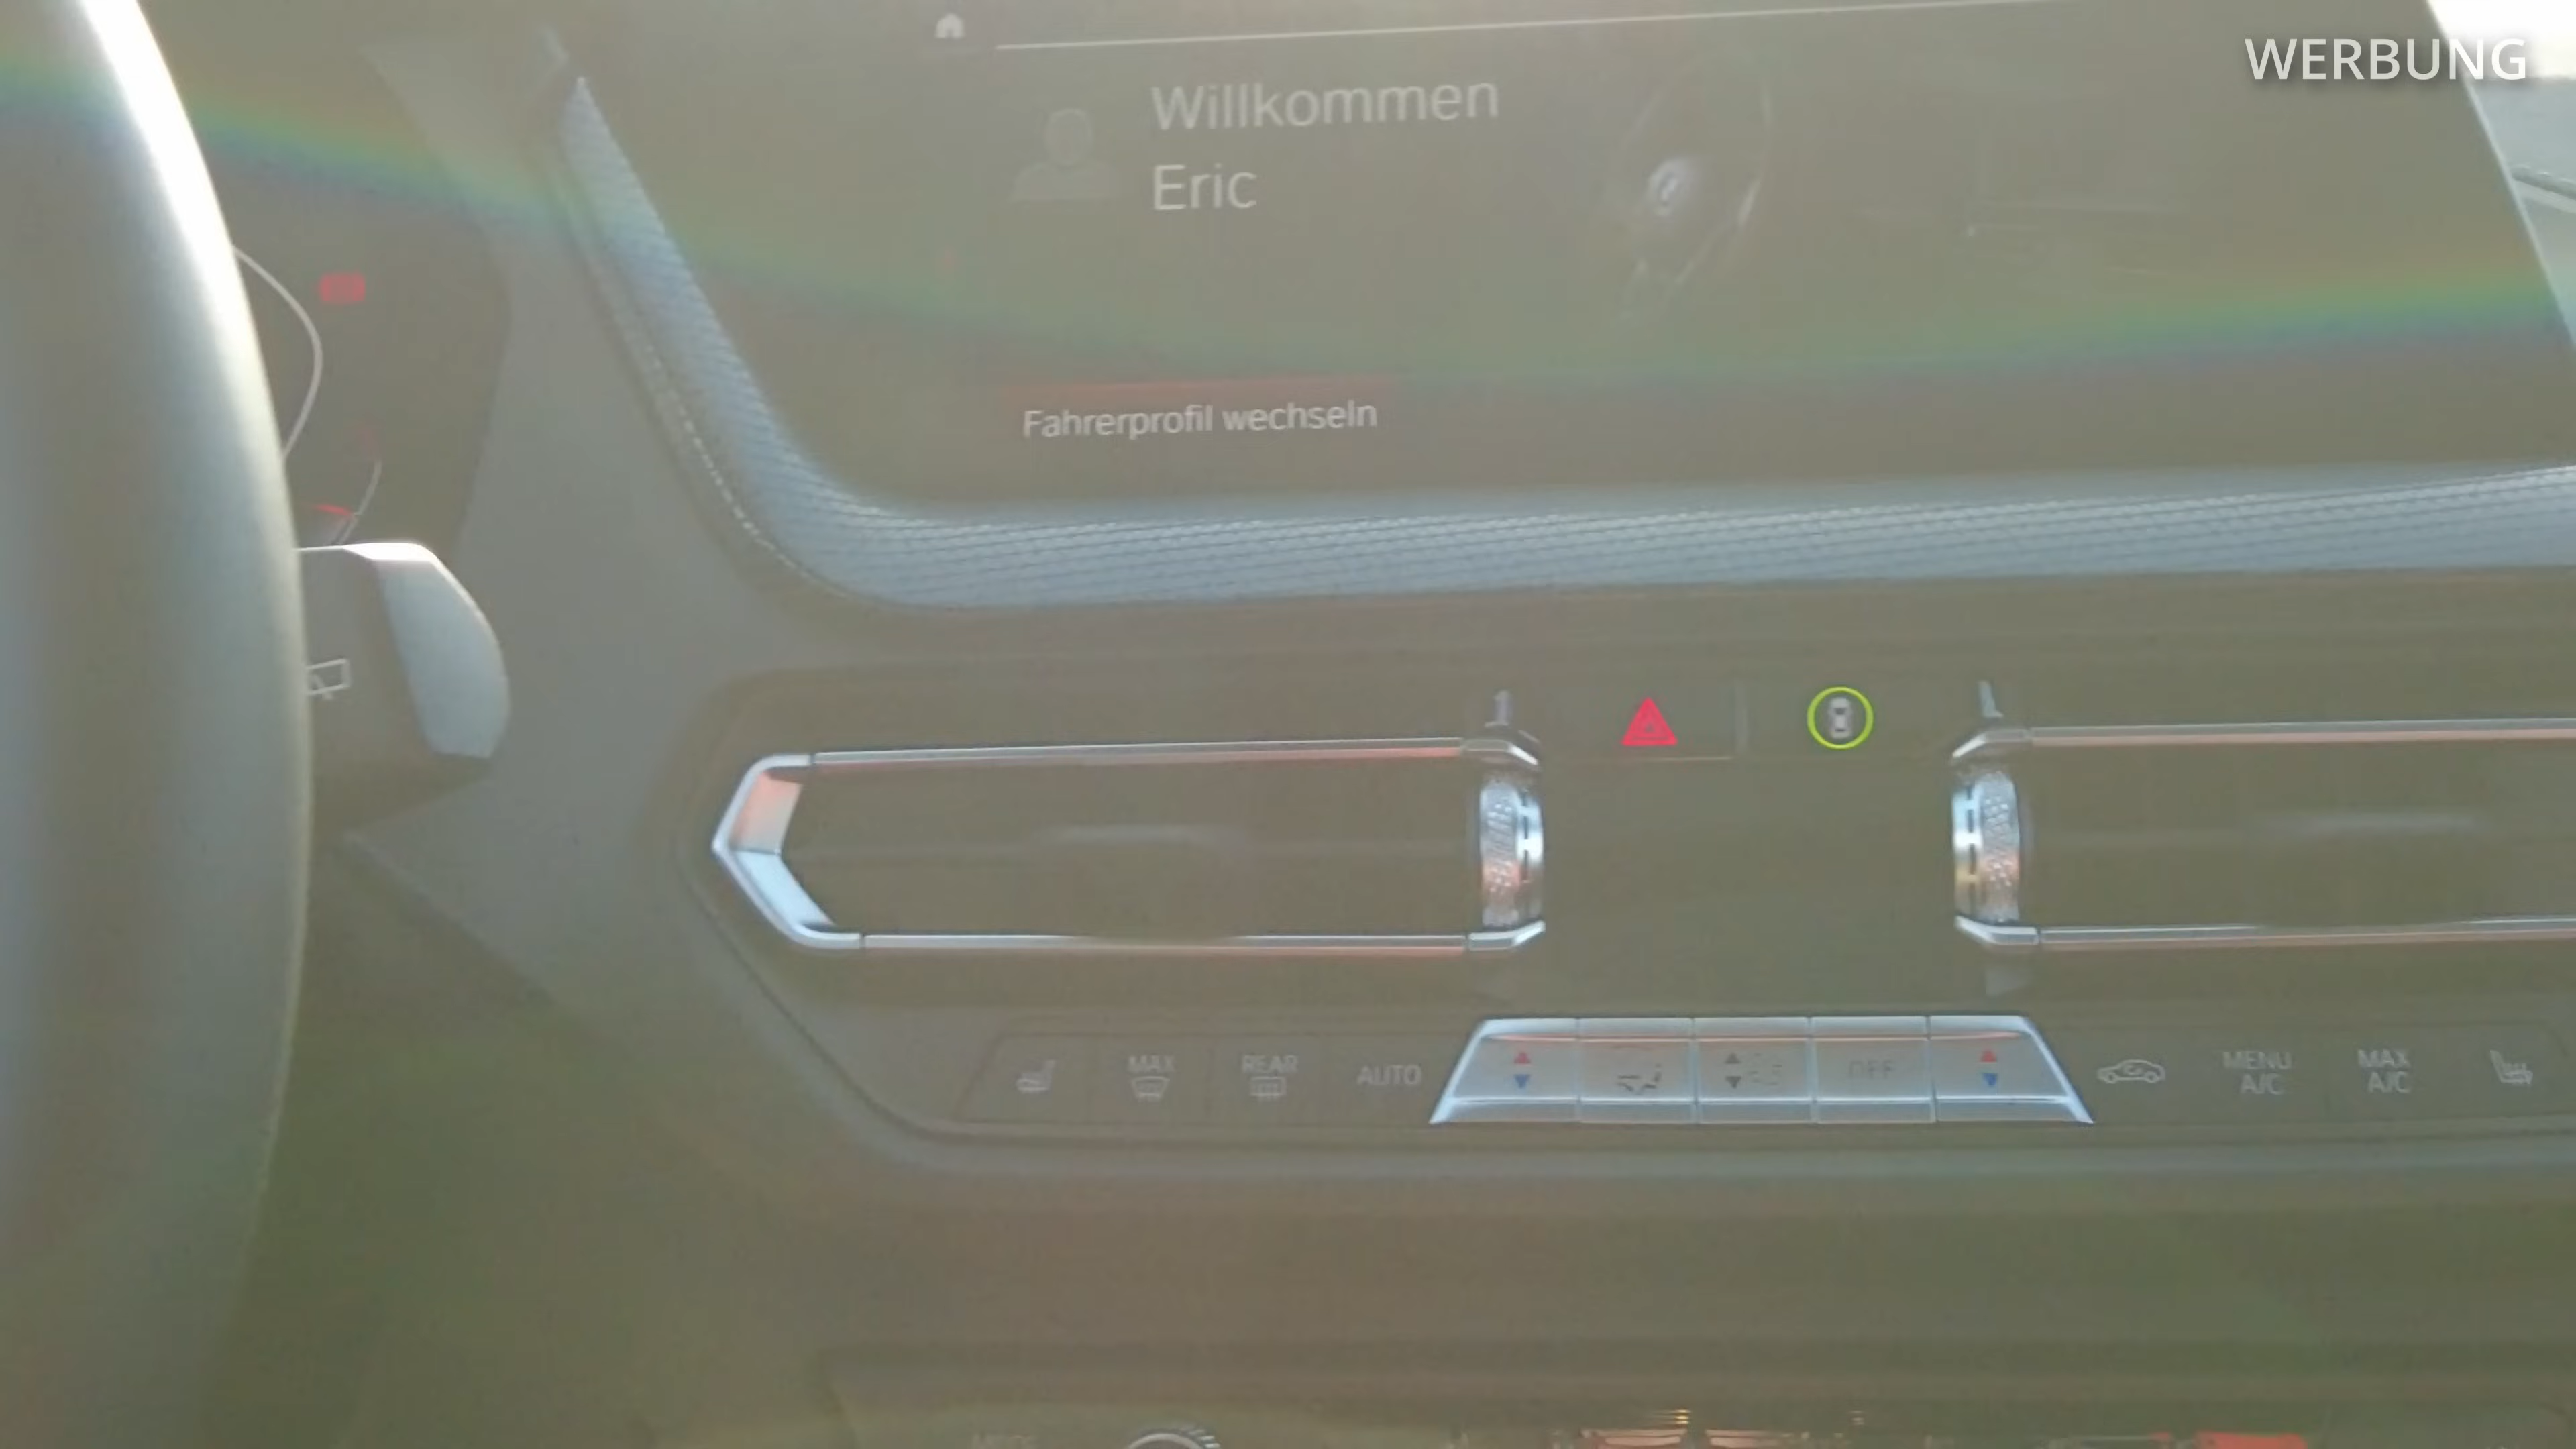 WERBUNG
Willkommen
Eric
Fahrerprofil wechseln
MAX
REAR
AUTO
OFF
MENU
A/C
MAX
A/C